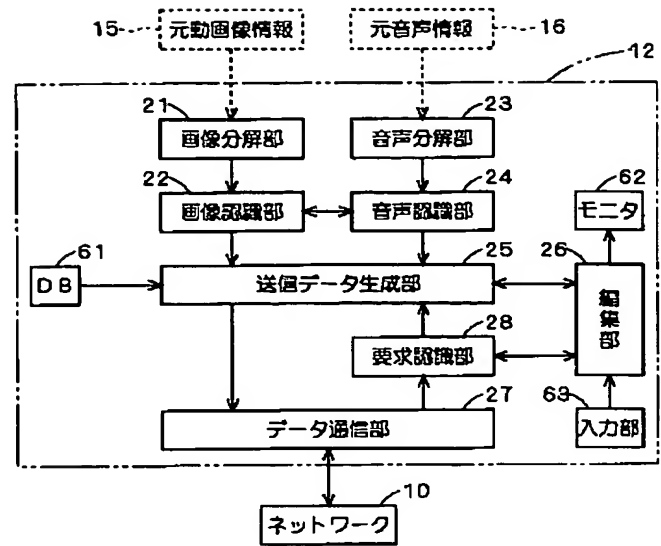 15 元動画像情報
元音声情報 16
12
21
画像分解部
23
音声分解部
22
画像認識部
24
音声認識部
62
モニタ
61
DB
25
送信データ生成部
26
編集部
28
要求認識部
27
データ通信部
63
入力部
10
ネットワーク